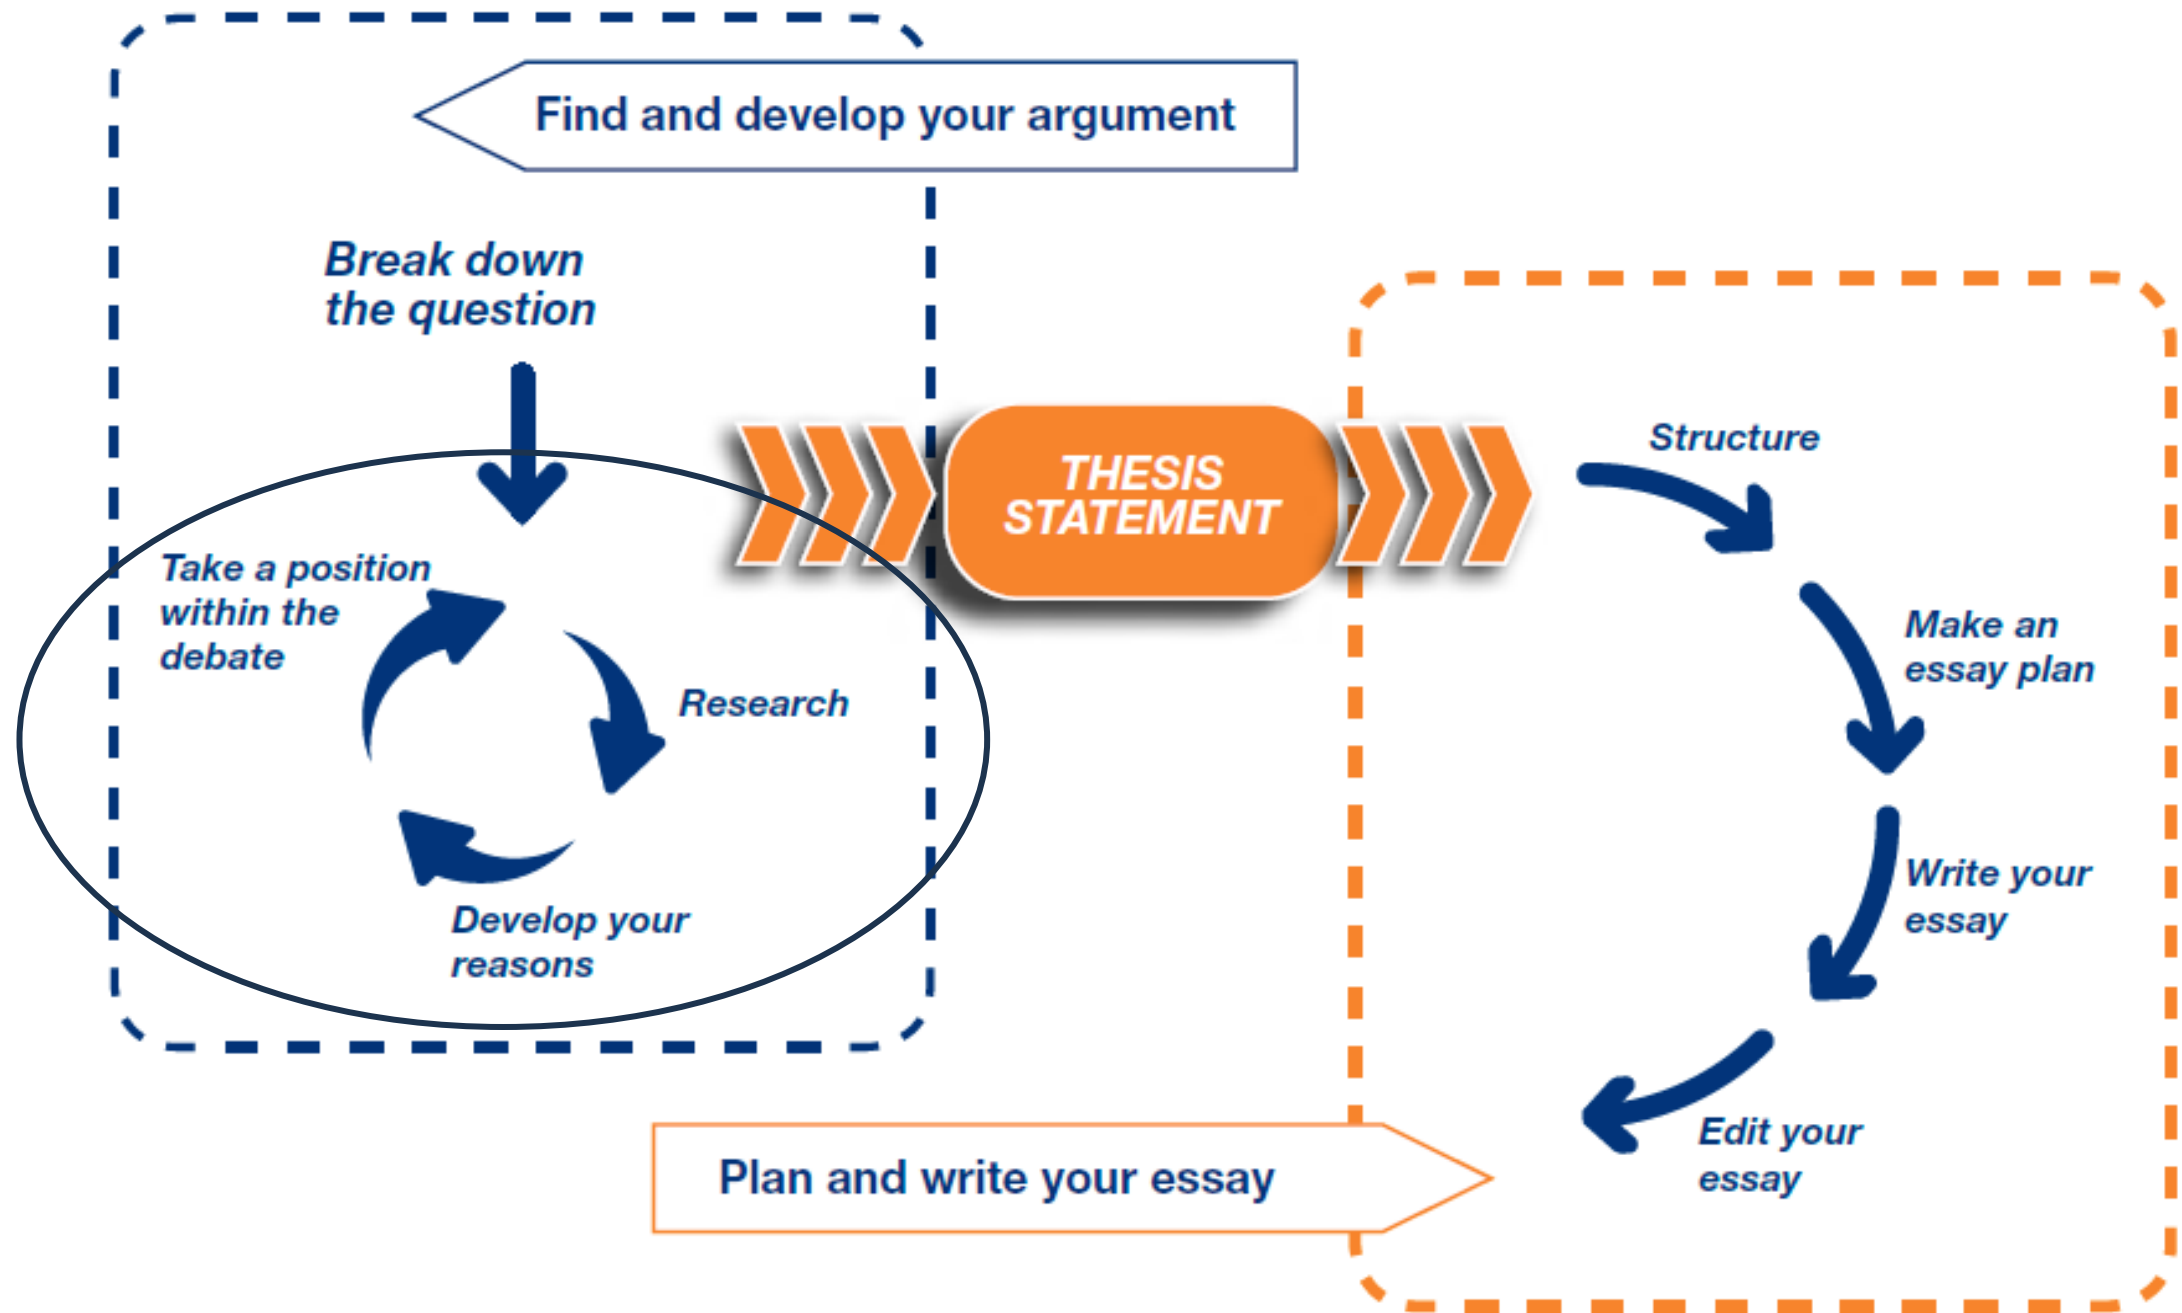 Find and develop your argument
Break down
the question
Take a position
within the
debate
Research
Develop your
reasons
THESIS
STATEMENT
Structure
Make an
essay plan
Write your
essay
Edit your
essay
Plan and write your essay